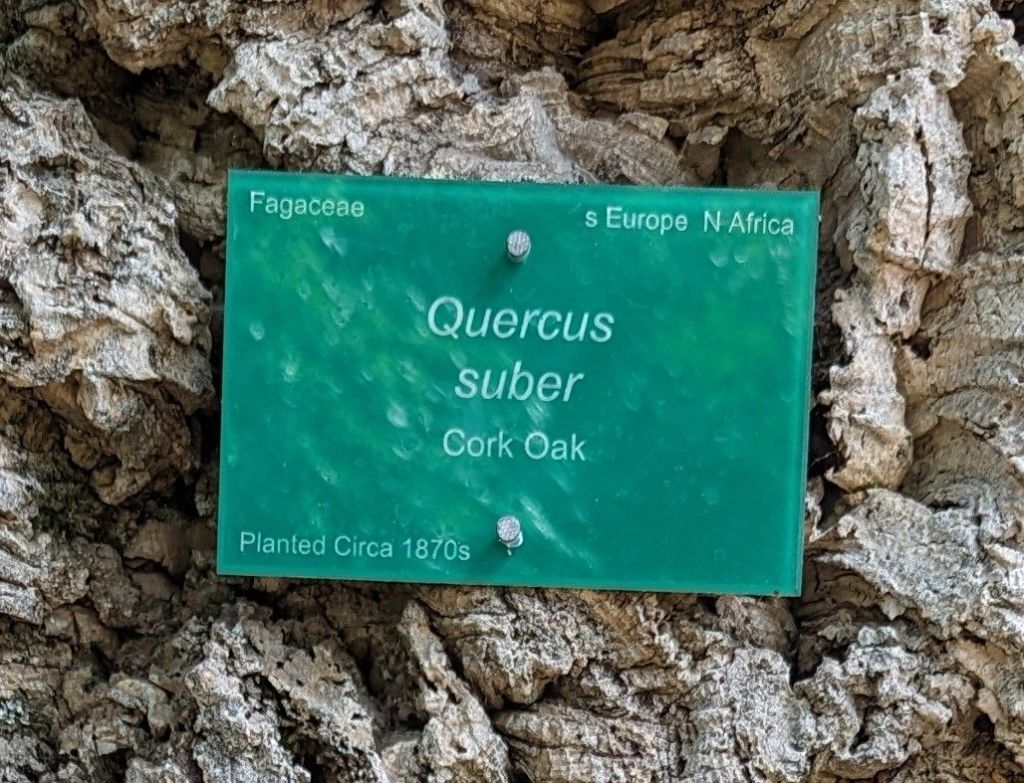 Fagaceae
s Europe N Africa
Quercus
suber
Cork Oak
Planted Circa 1870s